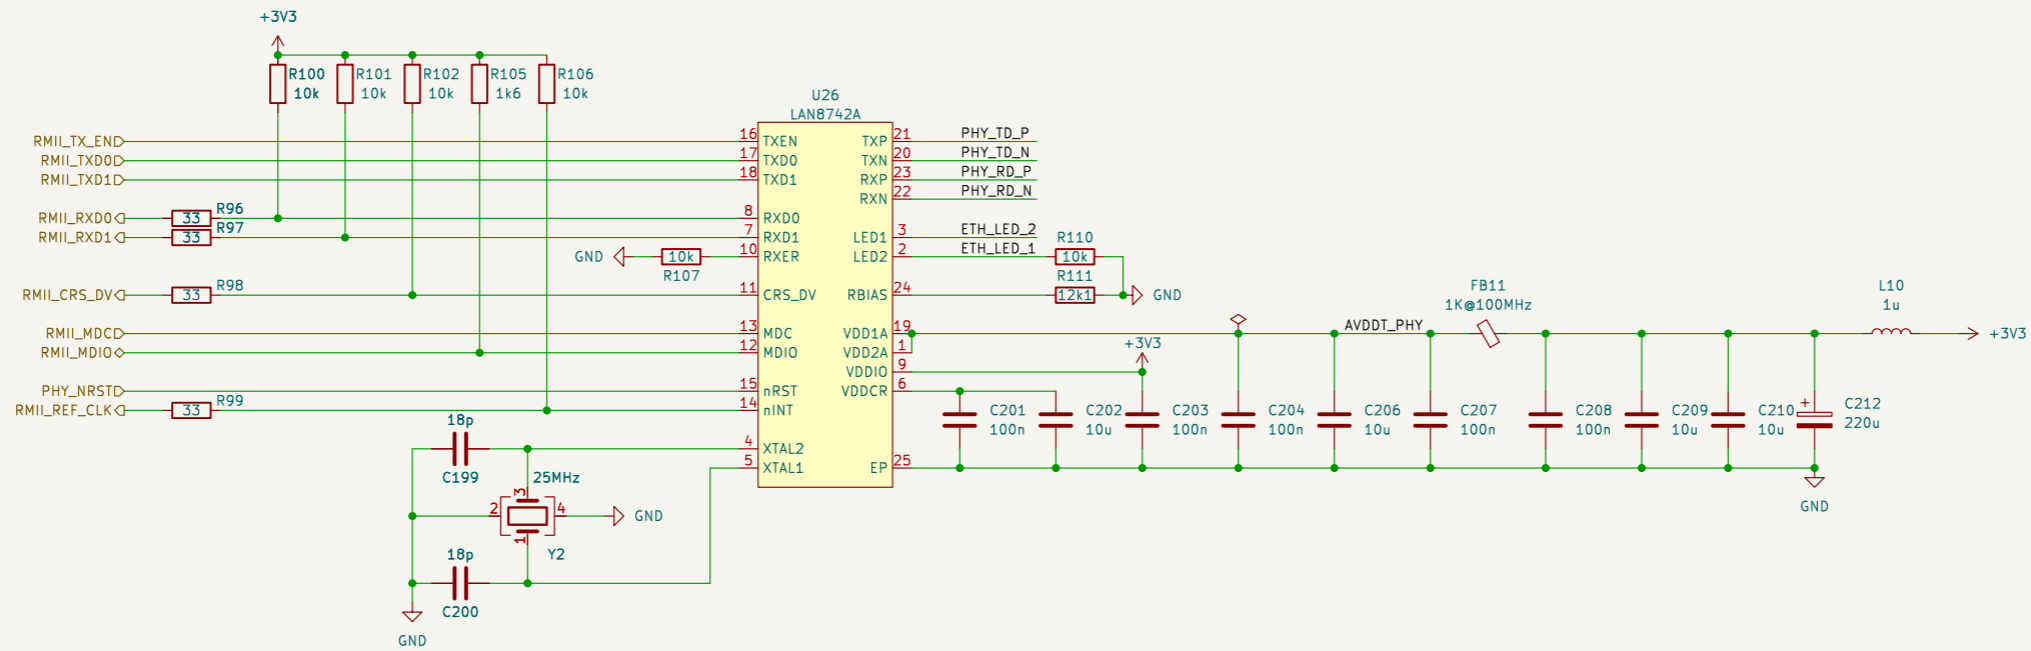 +3V3
R100
10k
R101
10k
R102
10k
R105
1k6
R106
10k
U26
LAN8742A
RMII_TX_EN
RMII_TXD0
RMII_TXD1
RMII_RXD0
RMII_RXD1
RMII_CRS_DV
RMII_MDC
RMII_MDIO
PHY_NRST
RMII_REF_CLK
33
R96
33
R97
33
R98
33
R99
GND
10k
R107
16 TXEN
17 TXD0
18 TXD1
8 RXD0
7 RXD1
10 RXER
11 CRS_DV
13 MDC
12 MDIO
15 nRST
14 nINT
4 XTAL2
5 XTAL1
TXP 21
TXN 20
RXP 23
RXN 22
LED1 3
LED2 2
RBIAS 24
VDD1A 19
VDD2A 1
VDDIO 9
VDDCR 6
EP 25
PHY_TD_P
PHY_TD_N
PHY_RD_P
PHY_RD_N
ETH_LED_2
ETH_LED_1
R110
10k
R111
12k1
GND
+3V3
AVDDT_PHY
FB11
1K@100MHz
L10
1u
+3V3
C201
100n
C202
10u
C203
100n
C204
100n
C206
10u
C207
100n
C208
100n
C209
10u
C210
10u
+
C212
220u
GND
18p
C199
25MHz
3
2
4
1
Y2
GND
18p
C200
GND